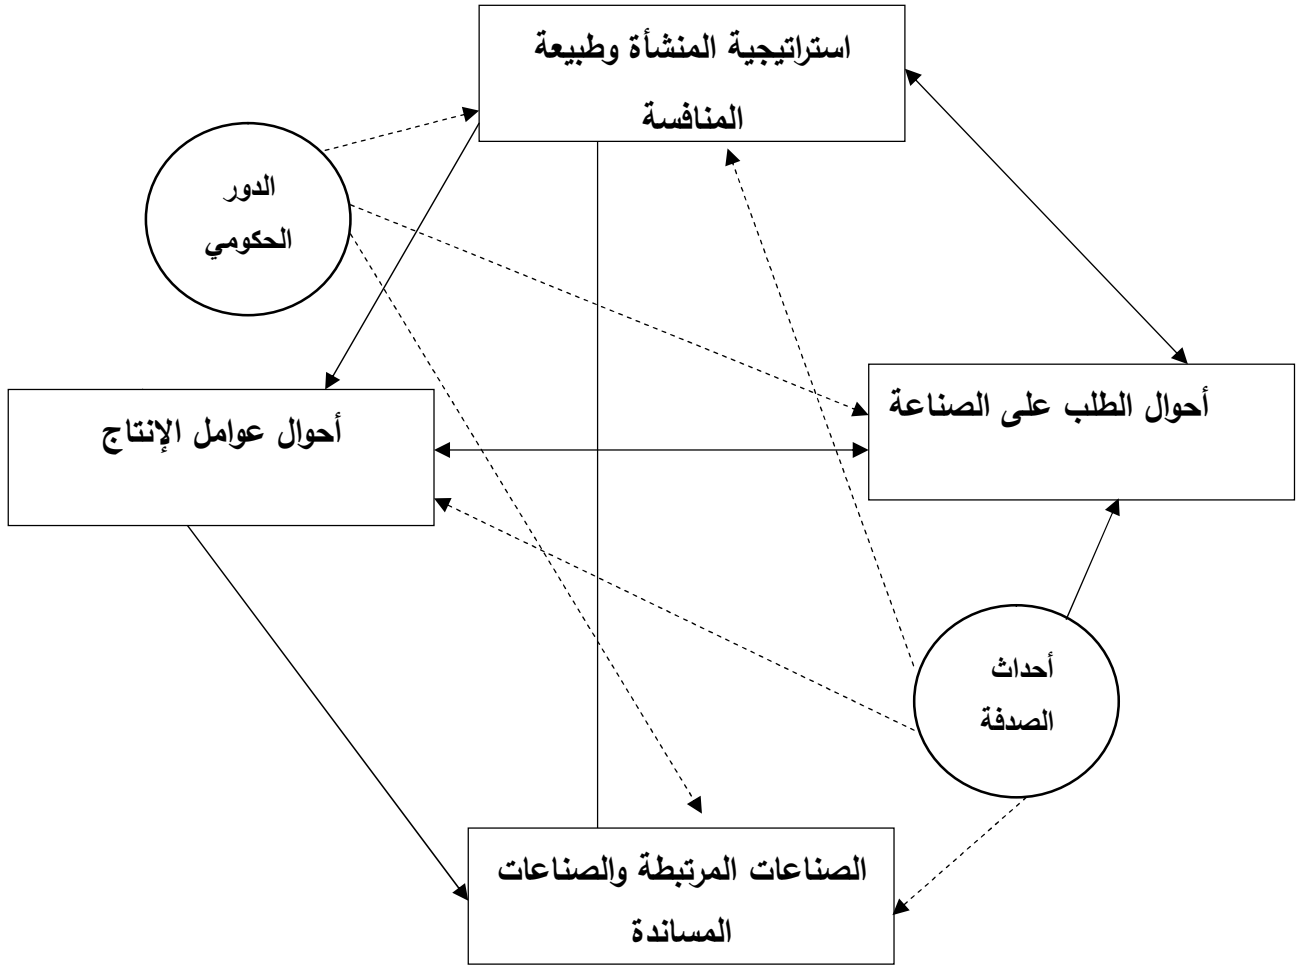 استراتيجية المنشأة وطبيعة
المنافسة
الدور
الحكومي
أحوال الطلب على الصناعة
أحوال عوامل الإنتاج
أحداث
الصدفة
الصناعات المرتبطة والصناعات
المساندة